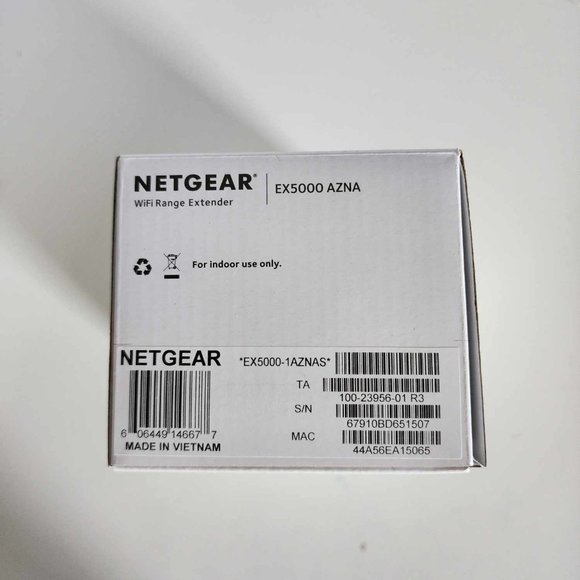 NETGEAR®
WiFi Range Extender
EX5000 AZNA
For indoor use only.
NETGEAR
*EX5000-1AZNAS*
TA
100-23956-01 R3
S/N
67910BD651507
MAC
44A56EA15065
6 06449 14667 7
MADE IN VIETNAM